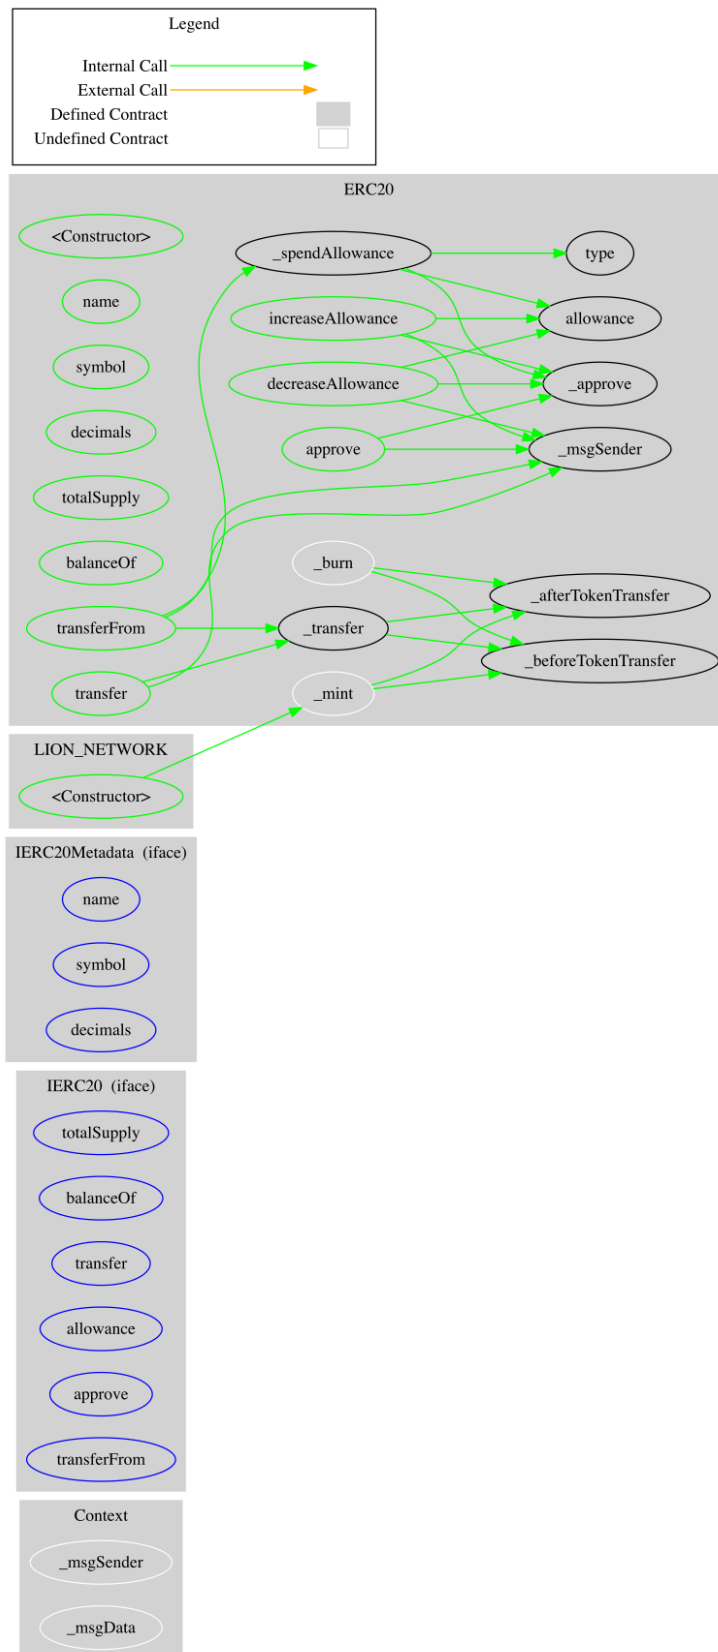 Legend
Internal Call
External Call
Defined Contract
Undefined Contract
ERC20
<Constructor>
name
symbol
decimals
totalSupply
balanceOf
transferFrom
transfer
_spendAllowance
increaseAllowance
decreaseAllowance
approve
_burn
_transfer
_mint
type
allowance
_approve
_msgSender
_afterTokenTransfer
_beforeTokenTransfer
LION_NETWORK
<Constructor>
IERC20Metadata (iface)
name
symbol
decimals
IERC20 (iface)
totalSupply
balanceOf
transfer
allowance
approve
transferFrom
Context
_msgSender
_msgData